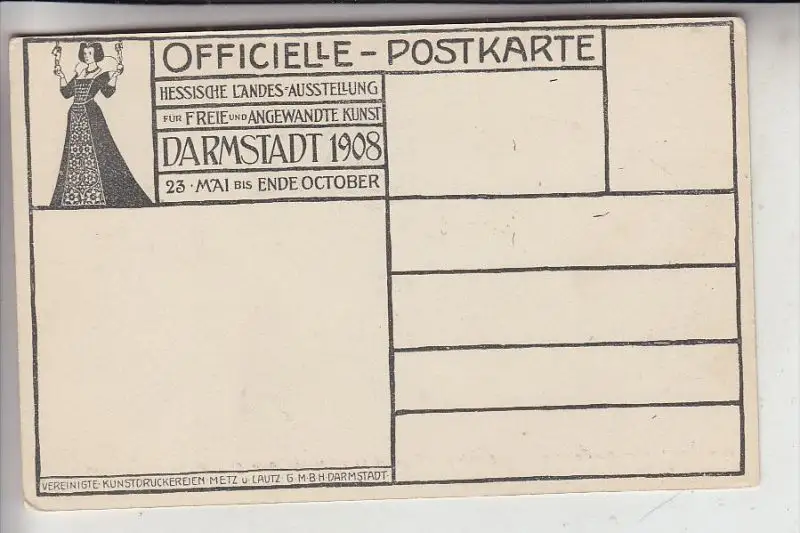 OFFICIELLE - POSTKARTE
HESSISCHE LANDES-AUSSTELLUNG
FÜR FREIE UND ANGEWANDTE KUNST
DARMSTADT 1908
23 · MAI BIS ENDE OCTOBER
VEREINIGTE · KUNSTDRUCKEREIEN · METZ U · LAUTZ · G · M · B · H · DARMSTADT ·